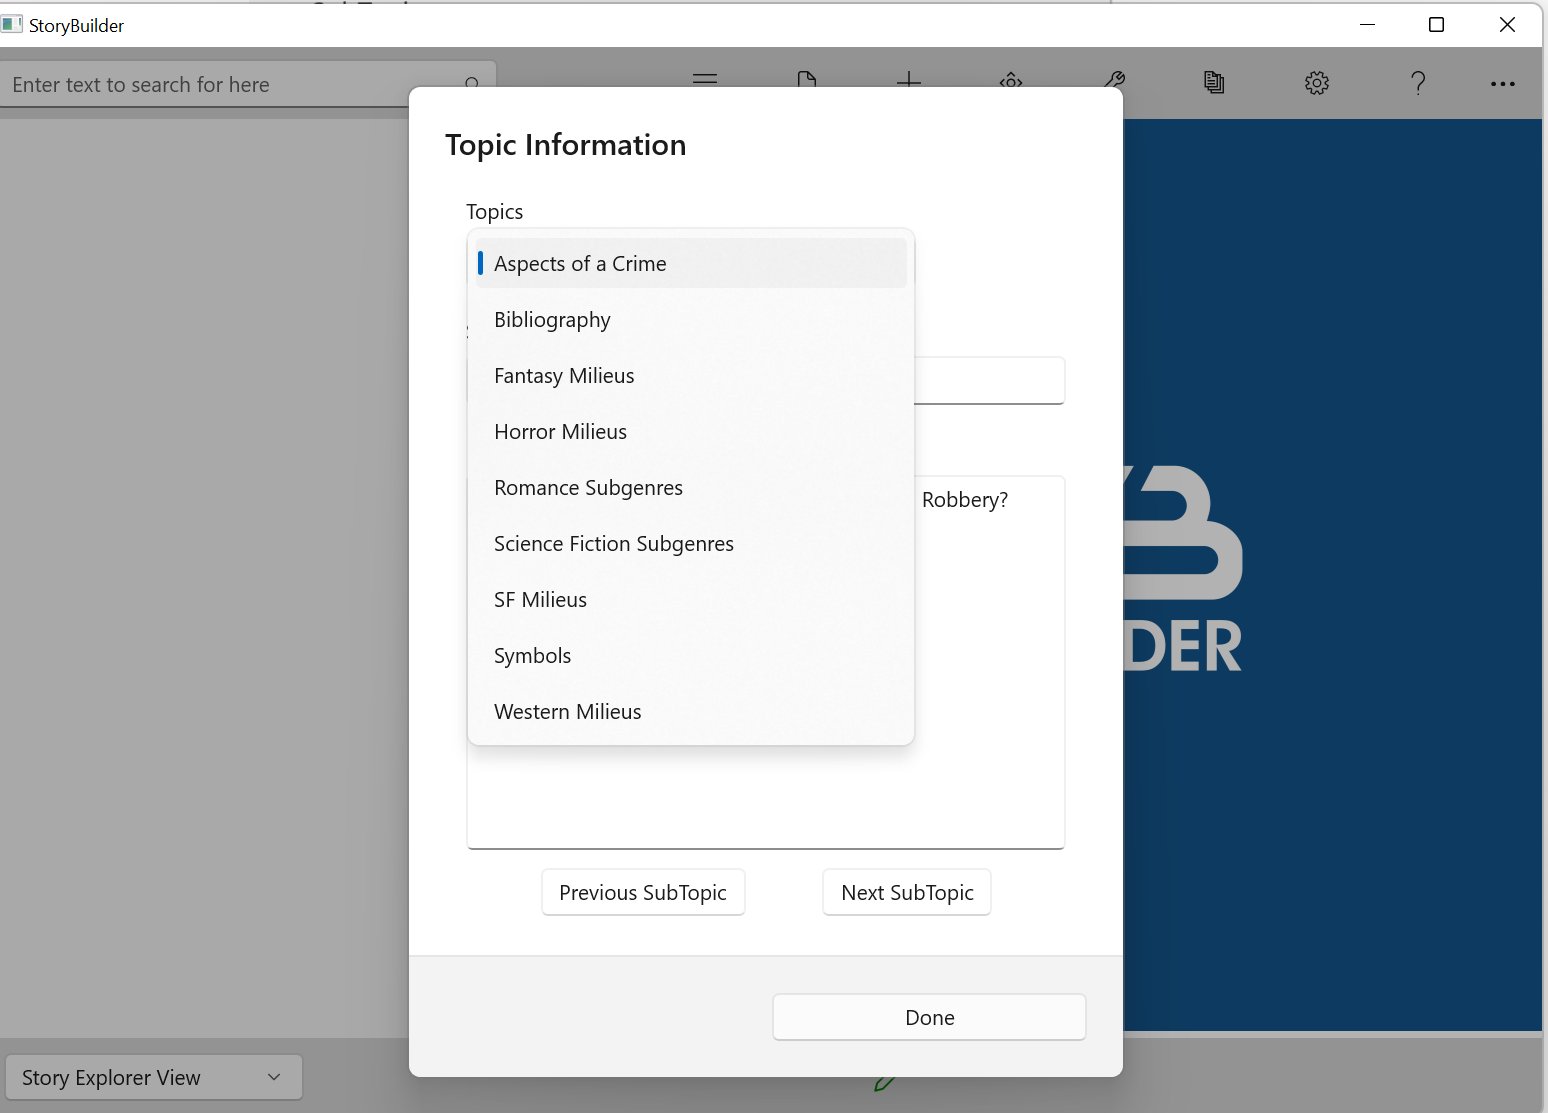 StoryBuilder
Enter text to search for here
Topic Information
Topics
Aspects of a Crime
Bibliography
Fantasy Milieus
Horror Milieus
Romance Subgenres
Robbery?
Science Fiction Subgenres
SF Milieus
Symbols
DER
Western Milieus
Previous SubTopic
Next SubTopic
Done
Story Explorer View